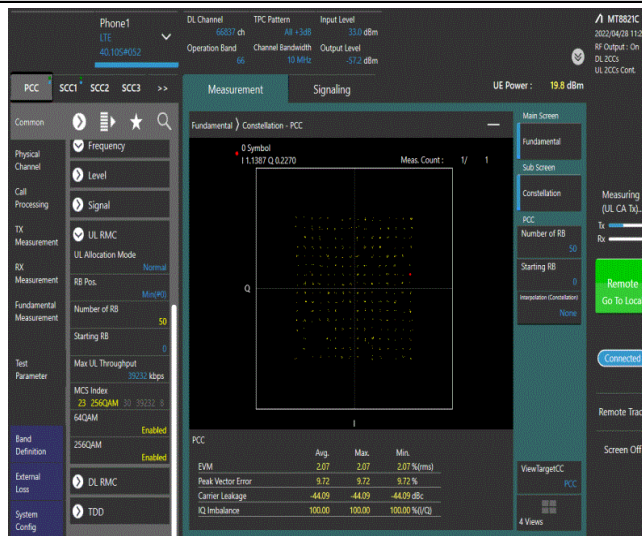 Phone1
LTE
40.105#052
DL Channel TPC Pattern Input Level
66837 ch All +3dB 33.0 dBm
Operation Band Channel Bandwidth Output Level
66 10 MHz -57.2 dBm
MT8821C
2022/04/28 11:2
RF Output : On
DL 2CCs
UL 2CCs Cont.
PCC SCC1 SCC2 SCC3 >>
Measurement Signaling
UE Power : 19.8 dBm
Common
Physical
Channel
Call
Processing
TX
Measurement
RX
Measurement
Fundamental
Measurement
Test
Parameter
Band
Definition
External
Loss
System
Config
Frequency
Level
Signal
UL RMC
UL Allocation Mode
Normal
RB Pos.
Min(#0)
Number of RB
50
Starting RB
0
Max UL Throughput
39232 kbps
MCS Index
23 256QAM 30 39232 8
64QAM
Enabled
256QAM
Enabled
DL RMC
TDD
Fundamental > Constellation - PCC
0 Symbol
I 1.1387 Q 0.2270 Meas. Count : 1/ 1
Q
I
PCC
Avg. Max. Min.
EVM 2.07 2.07 2.07 %(rms)
Peak Vector Error 9.72 9.72 9.72 %
Carrier Leakage -44.09 -44.09 -44.09 dBc
IQ Imbalance 100.00 100.00 100.00 %(I/Q)
Main Screen
Fundamental
Sub Screen
Constellation
PCC
Number of RB
50
Starting RB
0
Interpolation (Constellation)
None
ViewTargetCC
PCC
4 Views
Measuring
(UL CA Tx)..
Tx
Rx
Remote
Go To Loca
Connected
Remote Trac
Screen Off